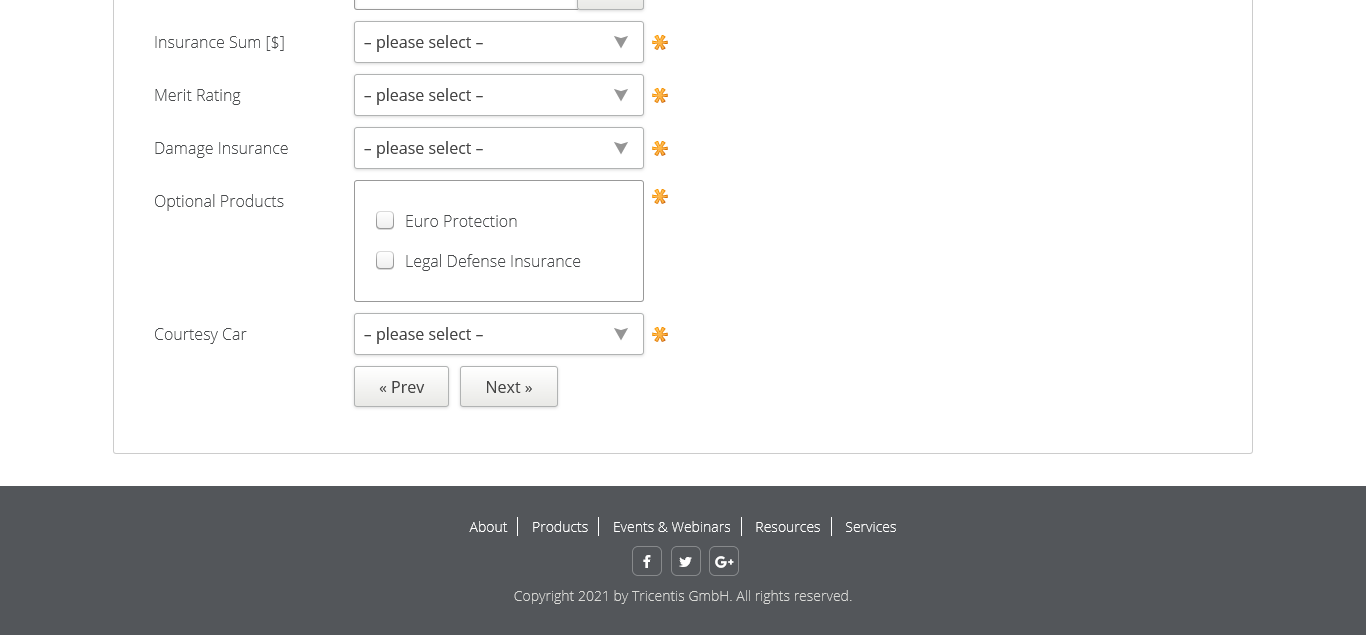 Insurance Sum [$]
– please select –
Merit Rating
– please select –
Damage Insurance
– please select –
Optional Products
Euro Protection
Legal Defense Insurance
Courtesy Car
– please select –
« Prev
Next »
About
Products
Events & Webinars
Resources
Services
Copyright 2021 by Tricentis GmbH. All rights reserved.